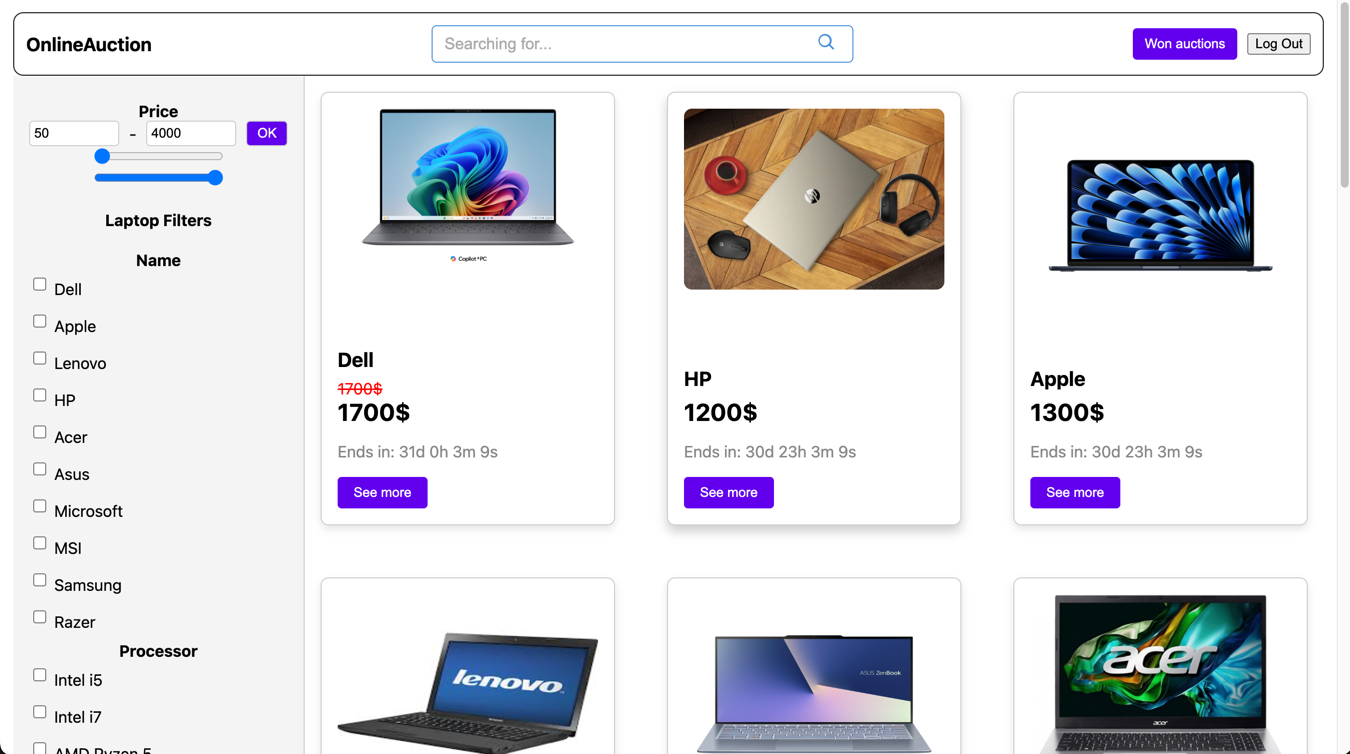 OnlineAuction
Searching for...
Won auctions
Log Out
Price
50 - 4000 OK
Laptop Filters
Name
Dell
Apple
Lenovo
HP
Acer
Asus
Microsoft
MSI
Samsung
Razer
Processor
Intel i5
Intel i7
AMD Ryzen 5
Copilot+PC
Dell
1700$
1700$
Ends in: 31d 0h 3m 9s
See more
hp
HP
1200$
Ends in: 30d 23h 3m 9s
See more
Apple
1300$
Ends in: 30d 23h 3m 9s
See more
lenovo
ASUS ZenBook
acer
acer